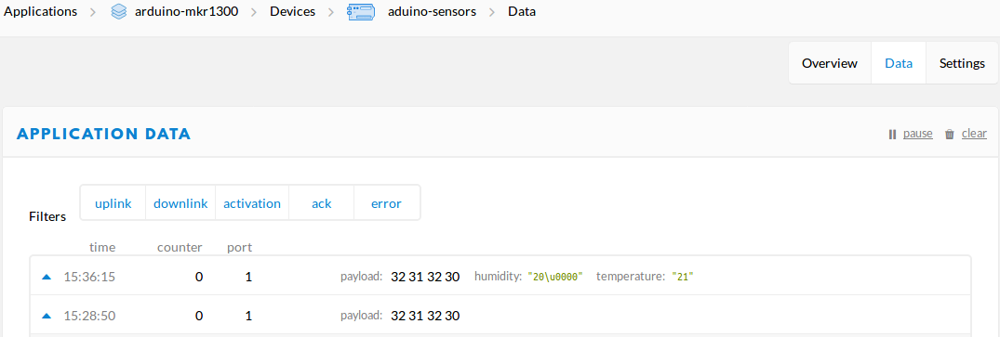 Applications > arduino-mkr1300 > Devices > aduino-sensors > Data
Overview Data Settings
APPLICATION DATA pause clear
Filters uplink downlink activation ack error
time counter port
15:36:15 0 1 payload: 32 31 32 30 humidity: "20\u0000" temperature: "21"
15:28:50 0 1 payload: 32 31 32 30